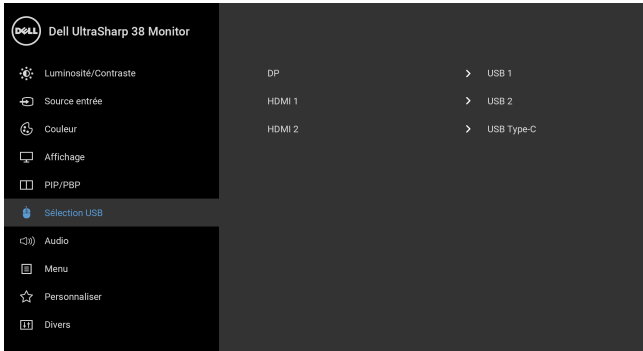 DELL Dell UltraSharp 38 Monitor
Luminosité/Contraste
Source entrée
Couleur
Affichage
PIP/PBP
Sélection USB
Audio
Menu
Personnaliser
Divers
DP > USB 1
HDMI 1 > USB 2
HDMI 2 > USB Type-C